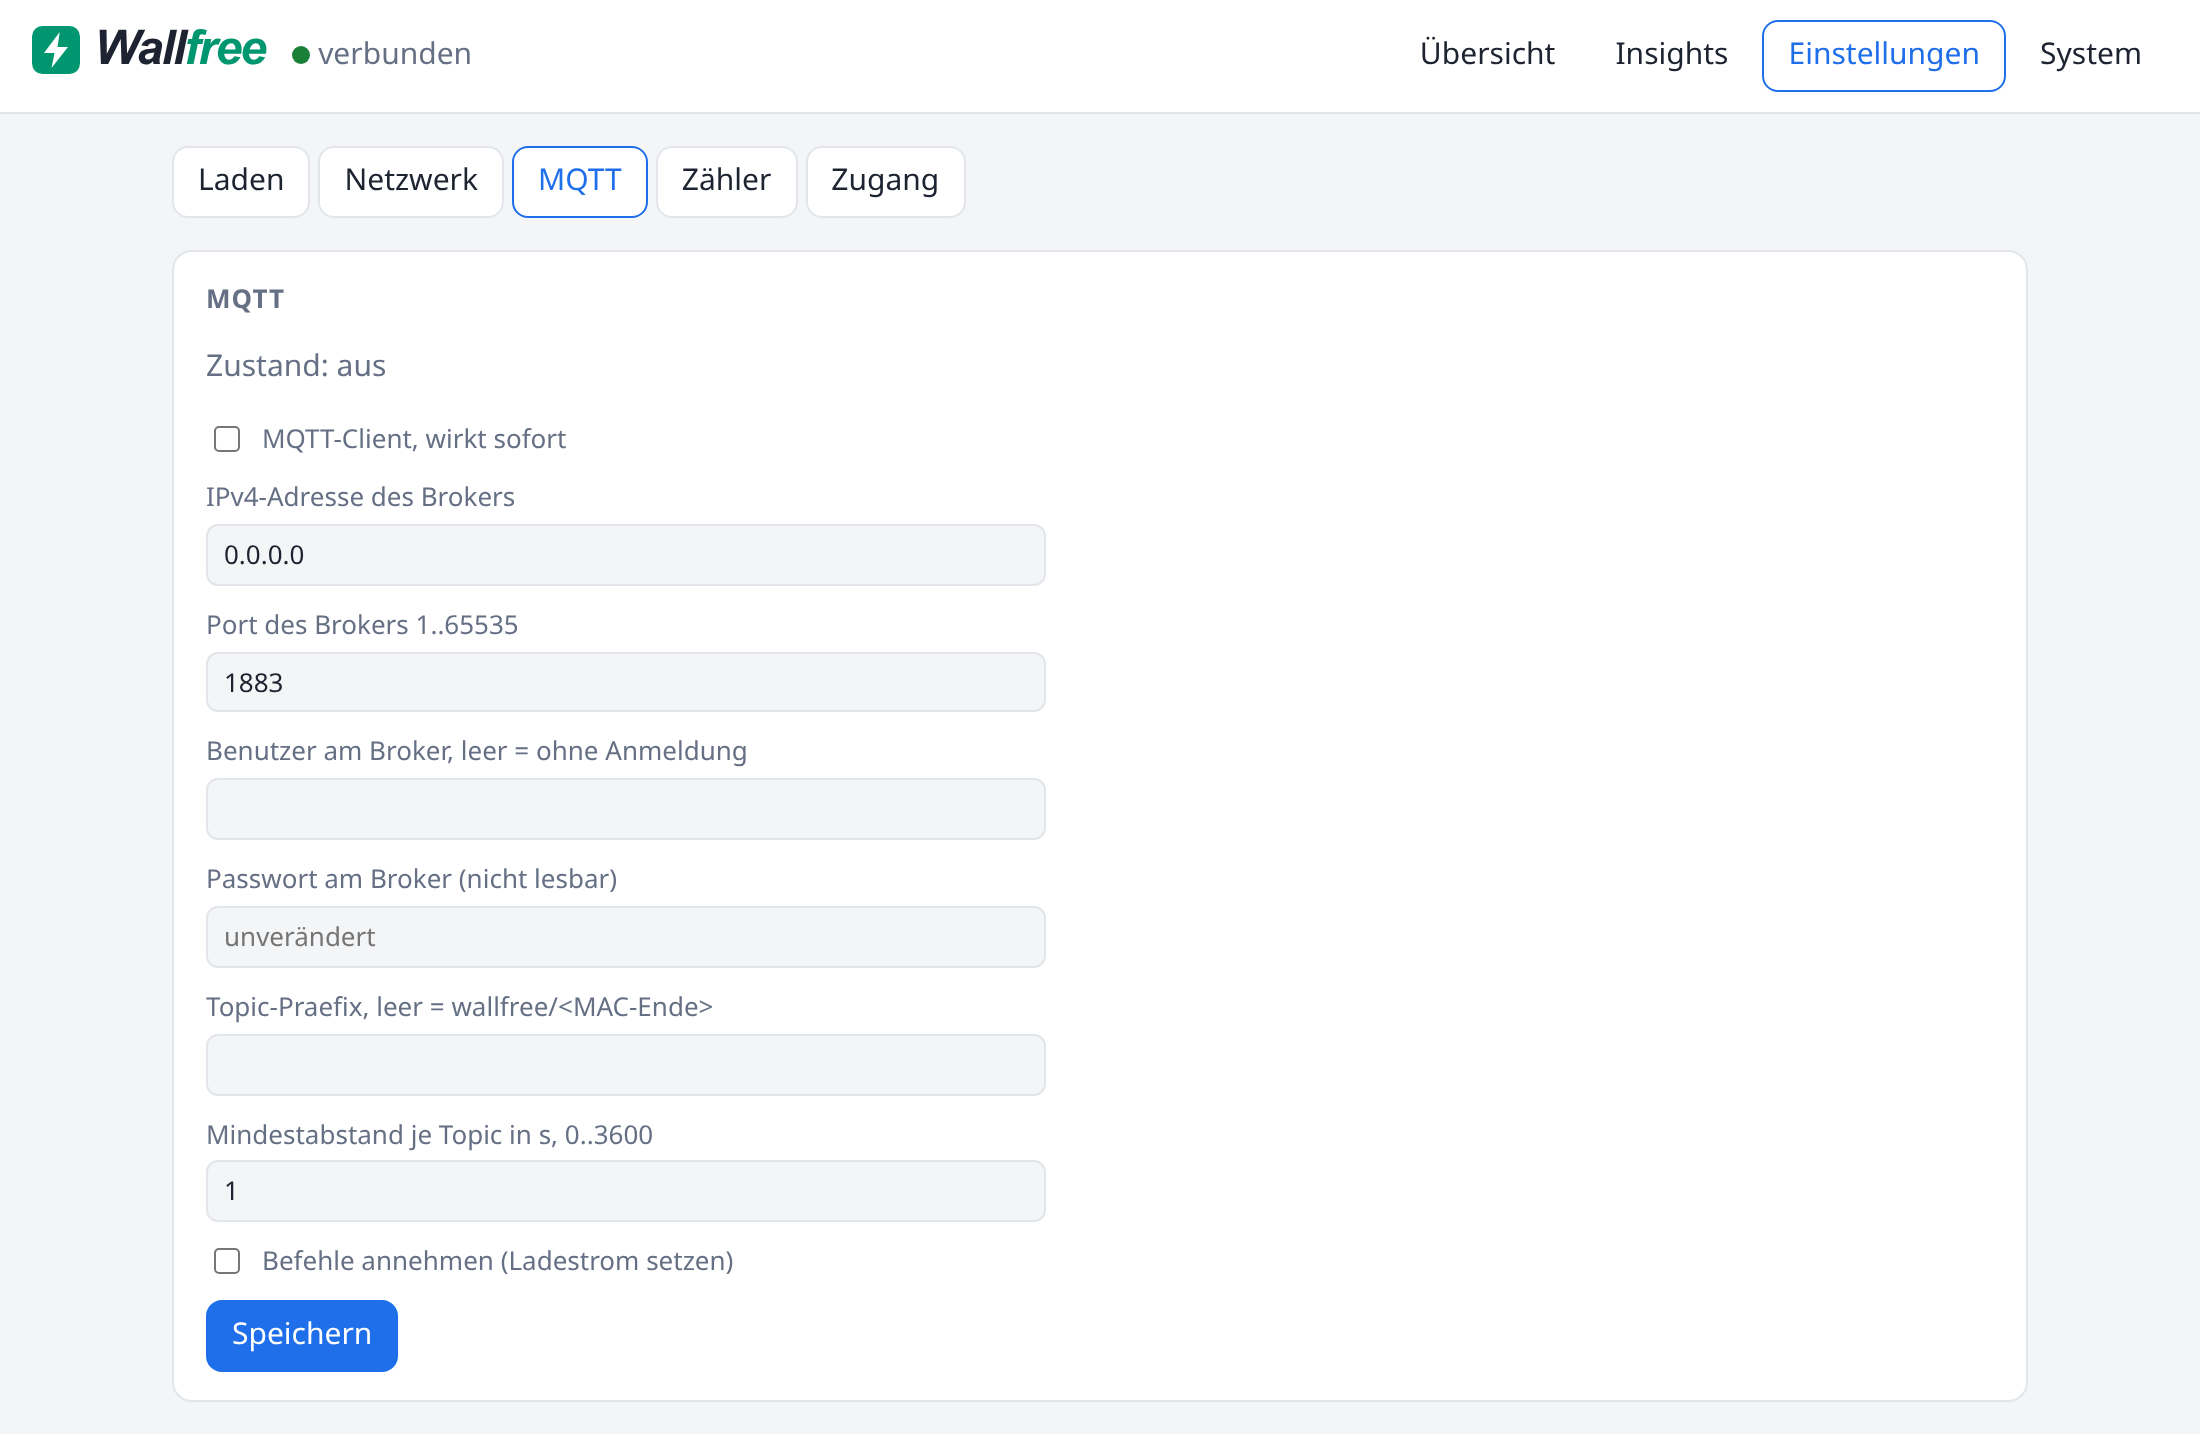 Wallfree
verbunden
Übersicht
Insights
Einstellungen
System
Laden
Netzwerk
MQTT
Zähler
Zugang
MQTT
Zustand: aus
MQTT-Client, wirkt sofort
IPv4-Adresse des Brokers
0.0.0.0
Port des Brokers 1..65535
1883
Benutzer am Broker, leer = ohne Anmeldung
Passwort am Broker (nicht lesbar)
unverändert
Topic-Praefix, leer = wallfree/<MAC-Ende>
Mindestabstand je Topic in s, 0..3600
1
Befehle annehmen (Ladestrom setzen)
Speichern